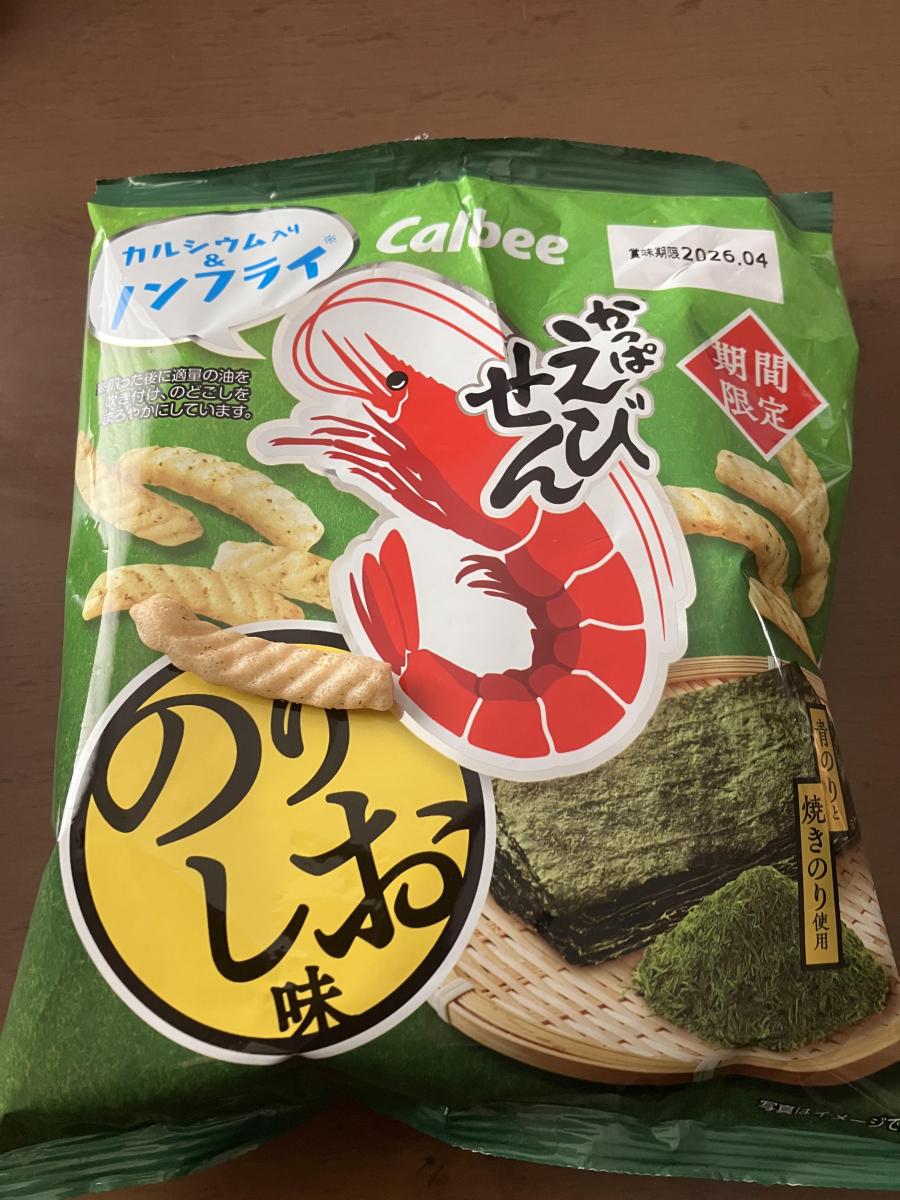 カルシウム入り
&
ノンフライ※
Calbee
賞味期限2026.04
かっぱ
えび
せん
期間
限定
った後に適量の油を
吹き付け、のどごしを
まろやかにしています。
のり
しお
味
青のりと
焼きのり使用
写真はイメージで